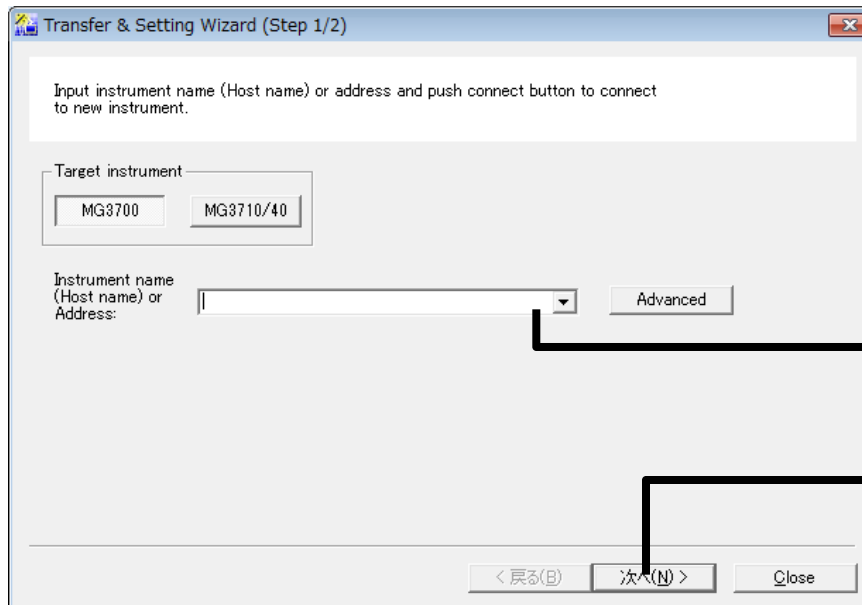 Transfer & Setting Wizard (Step 1/2)
Input instrument name (Host name) or address and push connect button to connect
to new instrument.
Target instrument
MG3700
MG3710/40
Instrument name
(Host name) or
Address:
Advanced
< 戻る(B)
次へ(N) >
Close